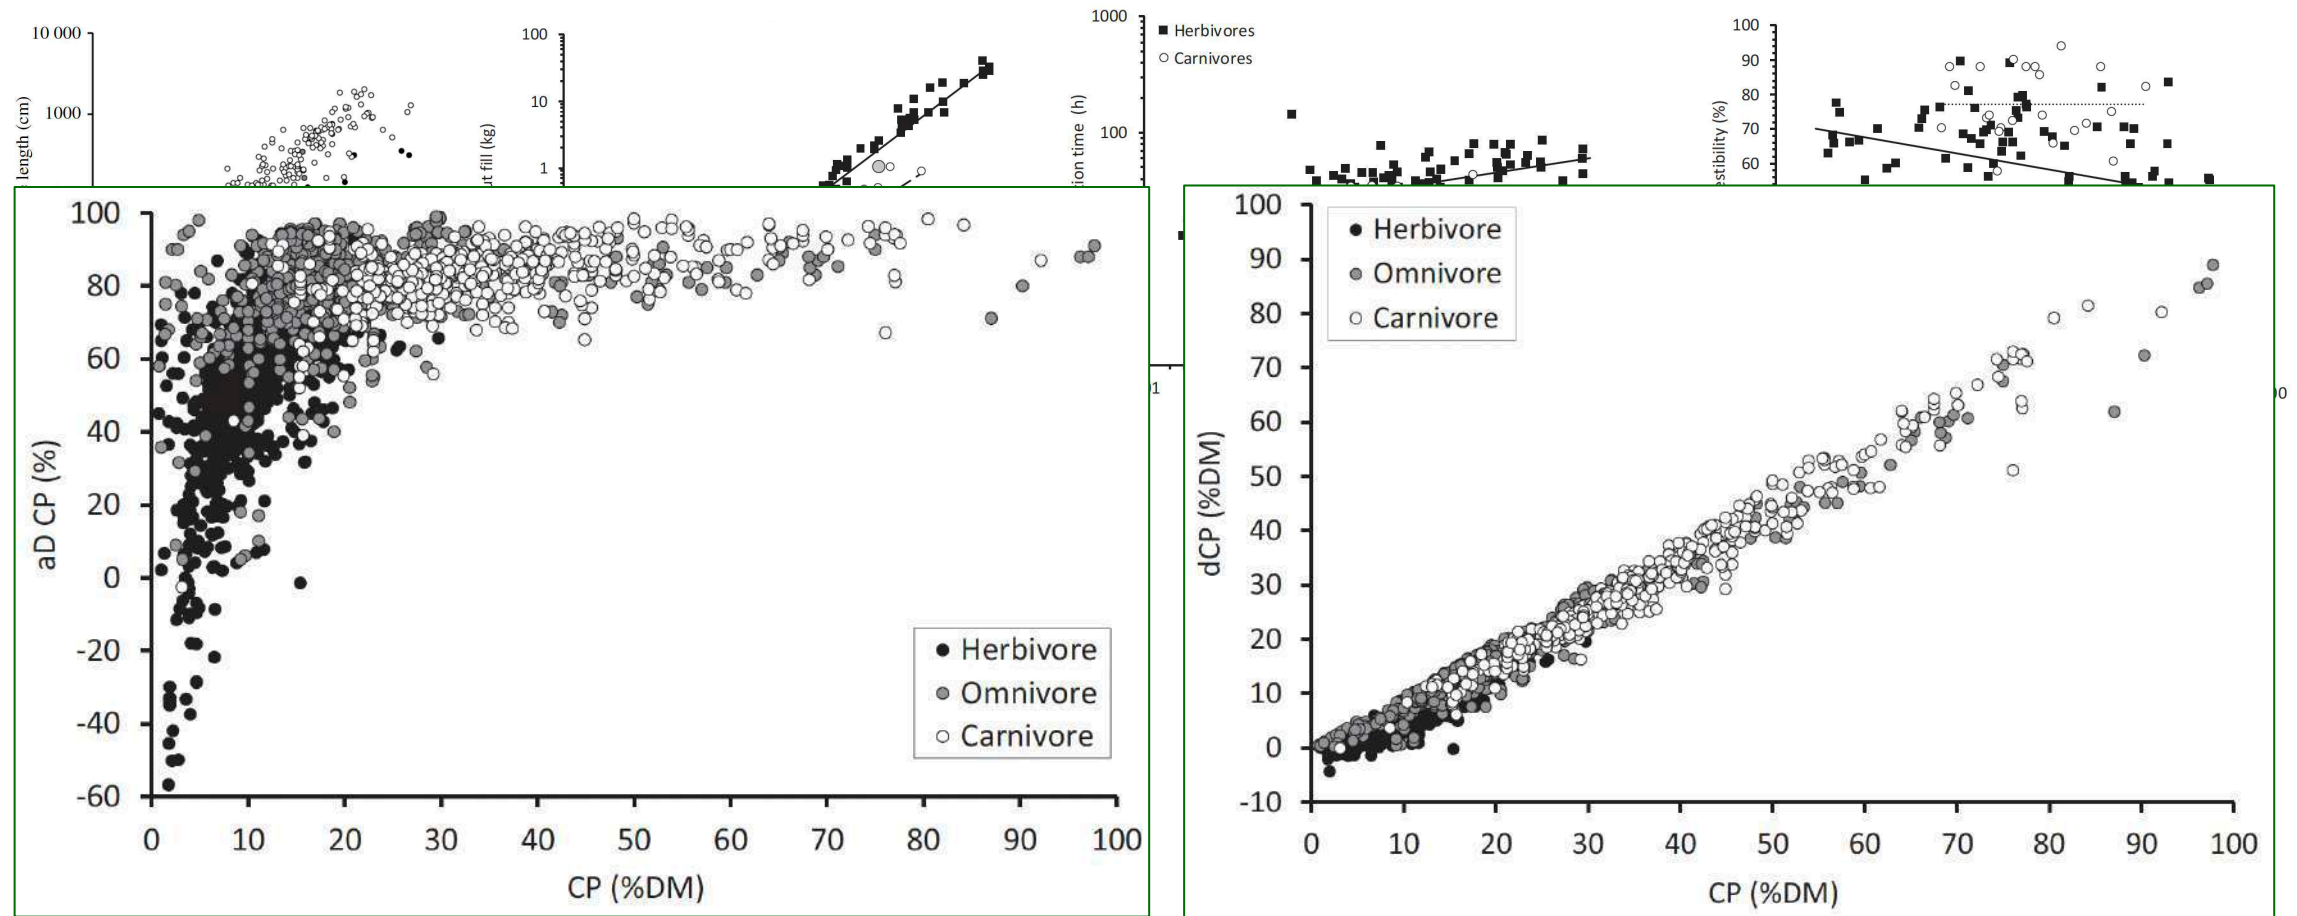 10 000
1000
length (cm)
100
10
1
ut fill (kg)
1000
100
tion time (h)
Herbivores
Carnivores
100
90
80
70
60
estibility (%)
100
80
60
40
20
0
-20
-40
-60
aD CP (%)
Herbivore
Omnivore
Carnivore
0 10 20 30 40 50 60 70 80 90 100
CP (%DM)
100
90
80
70
60
50
40
30
20
10
0
-10
dCP (%DM)
Herbivore
Omnivore
Carnivore
0 10 20 30 40 50 60 70 80 90 100
CP (%DM)